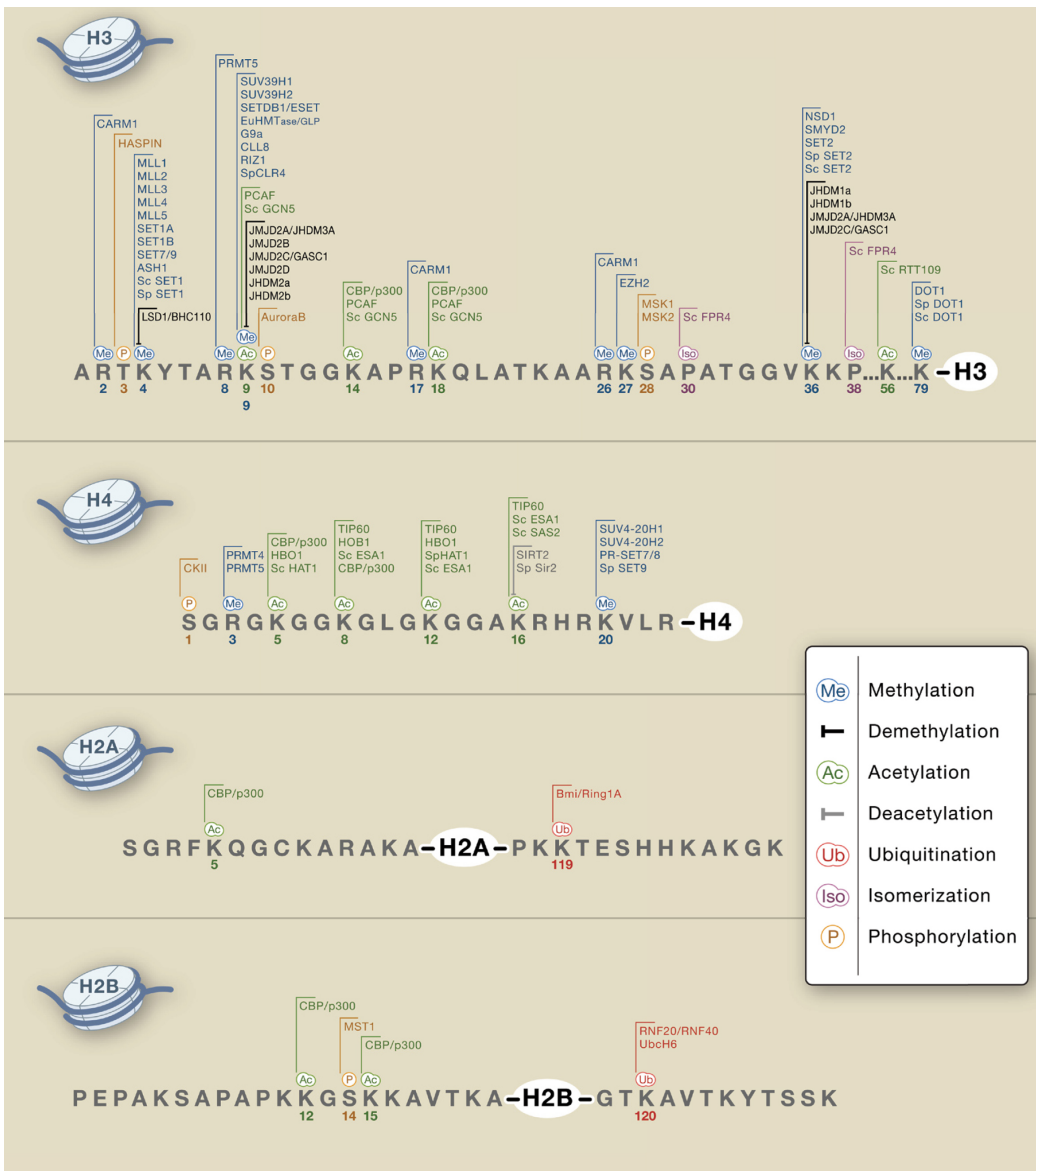 H3
PRMT5
SUV39H1
SUV39H2
SETDB1/ESET
EuHMTase/GLP
G9a
CLL8
RIZ1
SpCLR4
CARM1
HASPIN
MLL1
MLL2
MLL3
MLL4
MLL5
SET1A
SET1B
SET7/9
ASH1
Sc SET1
Sp SET1
LSD1/BHC110
PCAF
Sc GCN5
JMJD2A/JHDM3A
JMJD2B
JMJD2C/GASC1
JMJD2D
JHDM2a
JHDM2b
AuroraB
CBP/p300
PCAF
Sc GCN5
CARM1
CBP/p300
PCAF
Sc GCN5
CARM1
EZH2
MSK1
MSK2
Sc FPR4
NSD1
SMYD2
SET2
Sp SET2
Sc SET2
JHDM1a
JHDM1b
JMJD2A/JHDM3A
JMJD2C/GASC1
Sc FPR4
Sc RTT109
DOT1
Sp DOT1
Sc DOT1
Me
Me P Me Me Ac P Ac Me Ac Me Me P Iso Me Iso Ac Me
A R T K Y T A R K S T G G K A P R K Q L A T K A A R K S A P A T G G V K K P...K...K –H3
2 3 4 8 9 10 14 17 18 26 27 28 30 36 38 56 79
9
H4
CKII
PRMT4
PRMT5
CBP/p300
HBO1
Sc HAT1
TIP60
HOB1
Sc ESA1
CBP/p300
TIP60
HBO1
SpHAT1
Sc ESA1
TIP60
Sc ESA1
Sc SAS2
SIRT2
Sp Sir2
SUV4-20H1
SUV4-20H2
PR-SET7/8
Sp SET9
P Me Ac Ac Ac Ac Me
S G R G K G G K G L G K G G A K R H R K V L R –H4
1 3 5 8 12 16 20
Me Methylation
Demethylation
Ac Acetylation
Deacetylation
Ub Ubiquitination
Iso Isomerization
P Phosphorylation
H2A
CBP/p300
Bmi/Ring1A
Ac Ub
S G R F K Q G C K A R A K A –H2A– P K K T E S H H K A K G K
5 119
H2B
CBP/p300
MST1
CBP/p300
RNF20/RNF40
UbcH6
Ac P Ac Ub
P E P A K S A P A P K K G S K K A V T K A –H2B– G T K A V T K Y T S S K
12 14 15 120